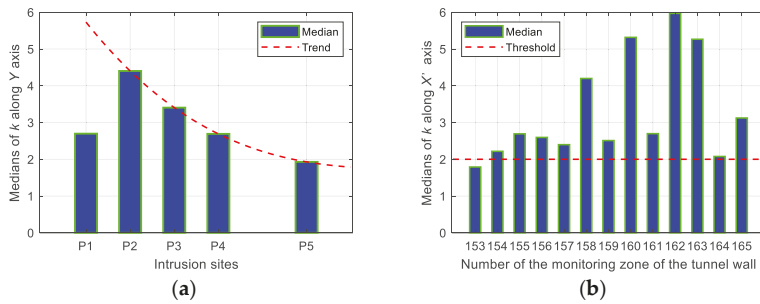 6
5
4
3
2
1
0
Medians of k along Y axis
Median
Trend
P1 P2 P3 P4 P5
Intrusion sites
(a)
6
5
4
3
2
1
0
Medians of k along X' axis
Median
Threshold
153 154 155 156 157 158 159 160 161 162 163 164 165
Number of the monitoring zone of the tunnel wall
(b)